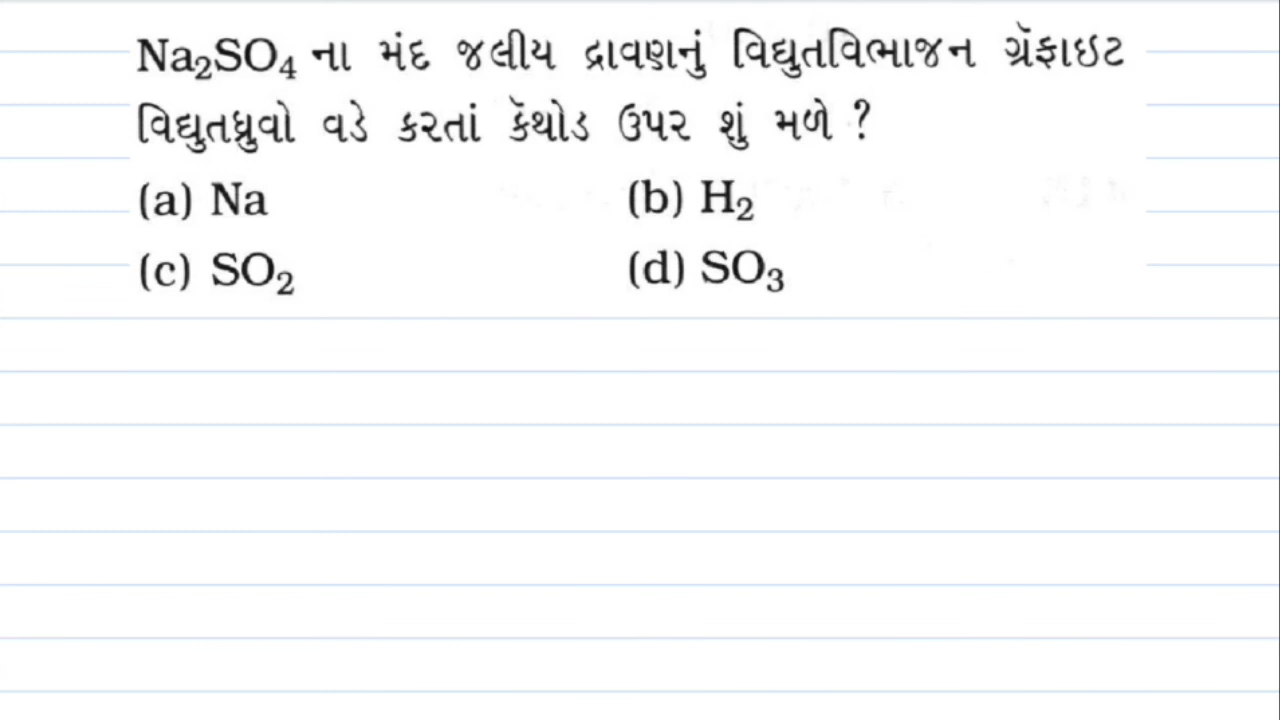 Na₂SO₄ ના મંદ જલીય દ્રાવણનું વિદ્યુતવિભાજન ગ્રૅફાઇટ
વિદ્યુતધ્રુવો વડે કરતાં કૅથોડ ઉપર શું મળે ?
(a) Na (b) H₂
(c) SO₂ (d) SO₃